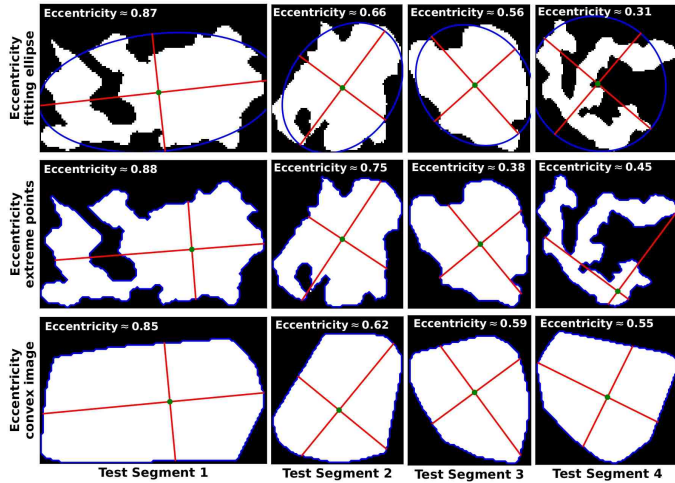 Eccentricity
fitting ellipse
Eccentricity≈0.87
Eccentricity≈0.66
Eccentricity≈0.56
Eccentricity≈0.31
Eccentricity
extreme points
Eccentricity≈0.88
Eccentricity≈0.75
Eccentricity≈0.38
Eccentricity≈0.45
Eccentricity
convex image
Eccentricity≈0.85
Eccentricity≈0.62
Eccentricity≈0.59
Eccentricity≈0.55
Test Segment 1
Test Segment 2
Test Segment 3
Test Segment 4